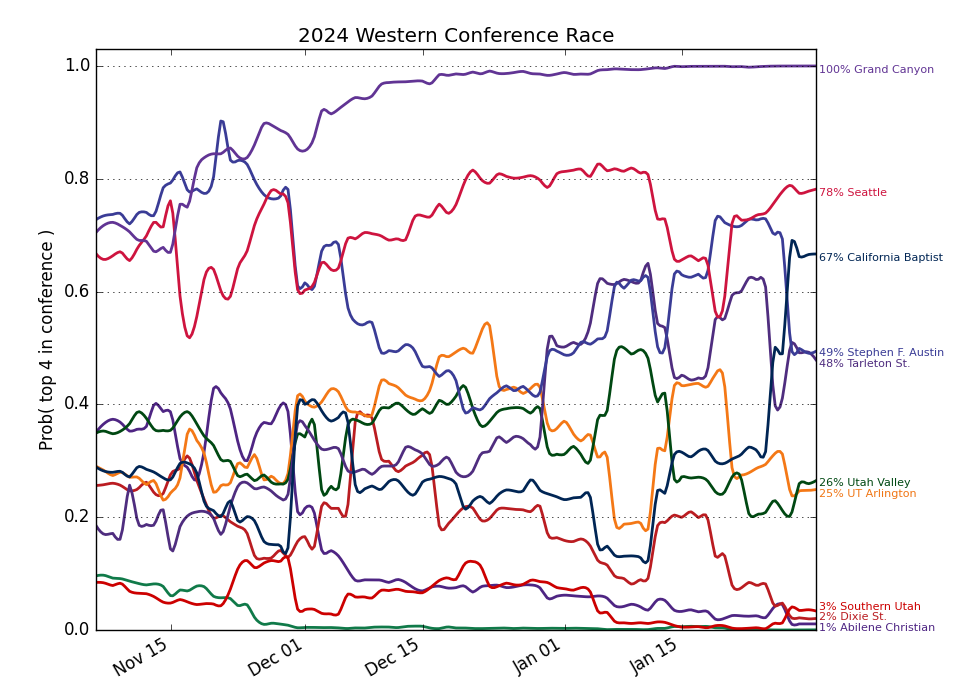 2024 Western Conference Race
Prob( top 4 in conference )
1.0
0.8
0.6
0.4
0.2
0.0
Nov 15
Dec 01
Dec 15
Jan 01
Jan 15
100% Grand Canyon
78% Seattle
67% California Baptist
49% Stephen F. Austin
48% Tarleton St.
26% Utah Valley
25% UT Arlington
3% Southern Utah
2% Dixie St.
1% Abilene Christian